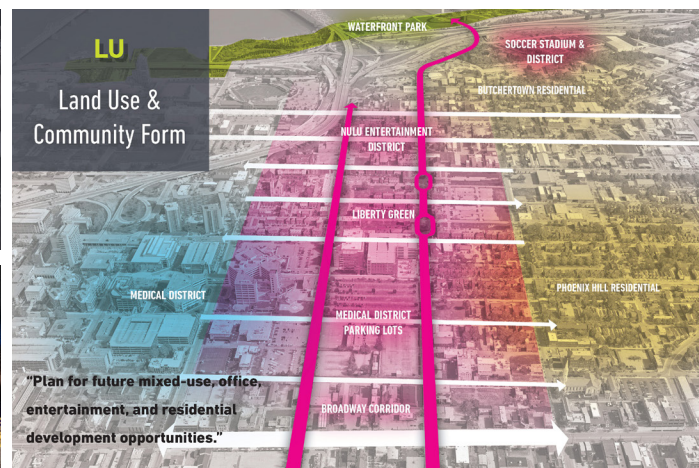 LU
Land Use &
Community Form
WATERFRONT PARK
SOCCER STADIUM &
DISTRICT
BUTCHERTOWN RESIDENTIAL
NULU ENTERTAINMENT
DISTRICT
LIBERTY GREEN
MEDICAL DISTRICT
PHOENIX HILL RESIDENTIAL
MEDICAL DISTRICT
PARKING LOTS
"Plan for future mixed-use, office,
entertainment, and residential
development opportunities."
BROADWAY CORRIDOR